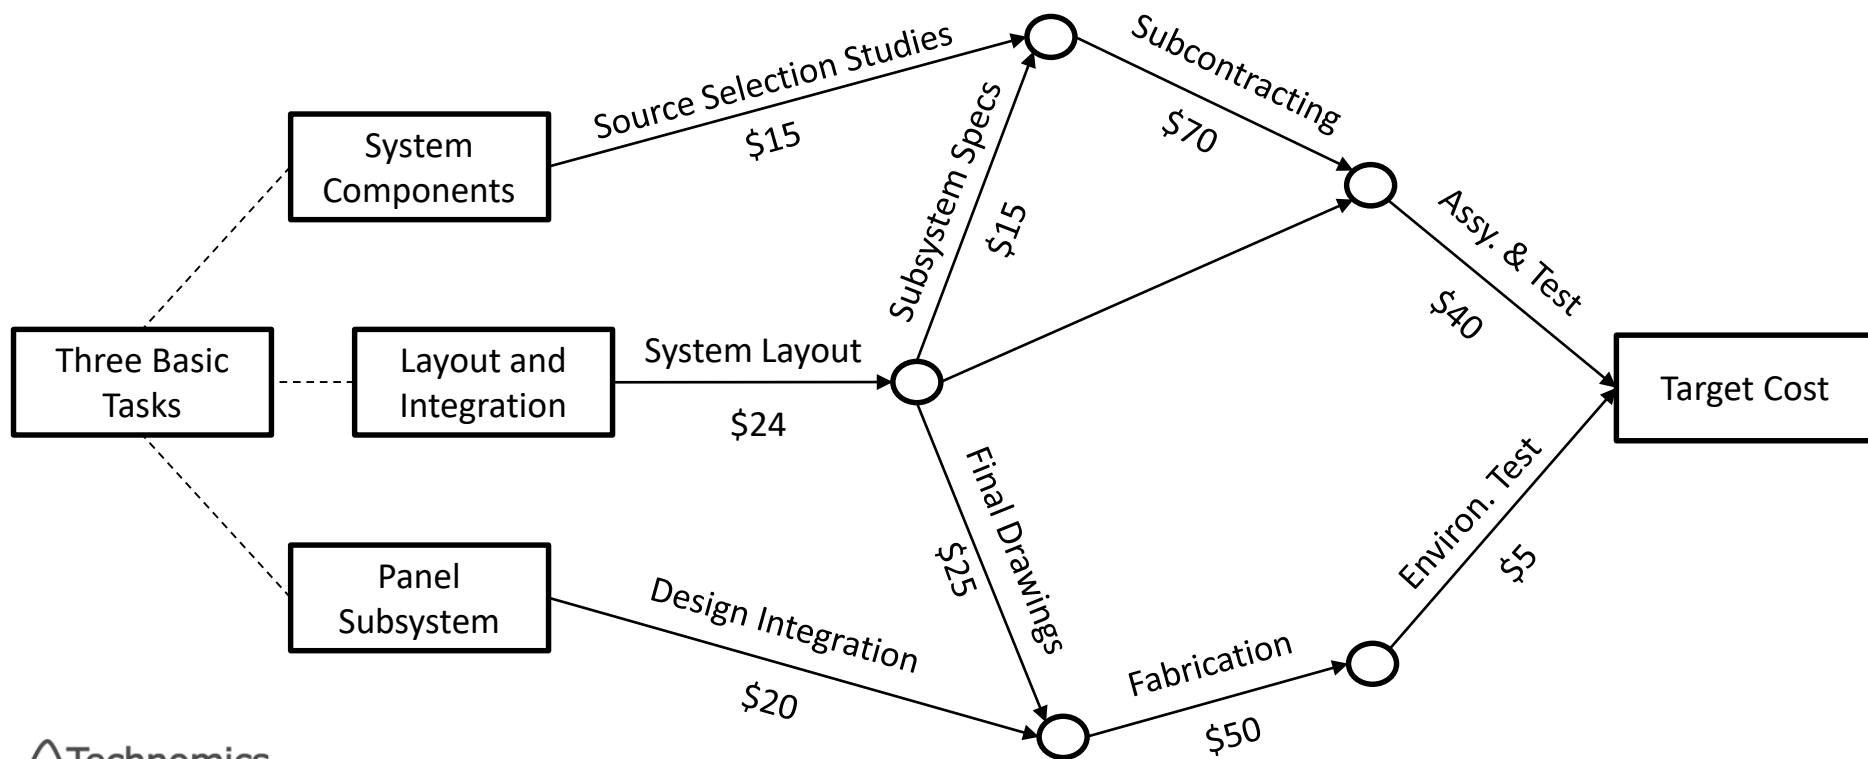 Source Selection Studies
$15
Subcontracting
$70
System
Components
Subsystem Specs
$15
Assy. & Test
$40
Three Basic
Tasks
Layout and
Integration
System Layout
$24
Target Cost
Final Drawings
$25
Environ. Test
$5
Panel
Subsystem
Design Integration
$20
Fabrication
$50
Technomics